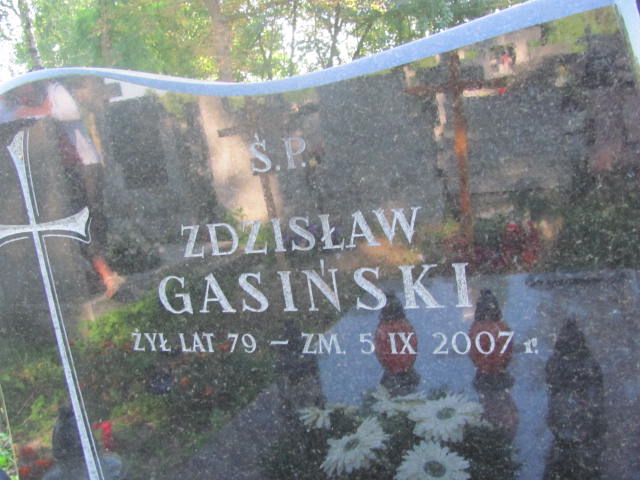 Ś.P.
ZDZISŁAW
GASIŃSKI
ŻYŁ LAT 79 – ZM. 5 IX 2007 r.